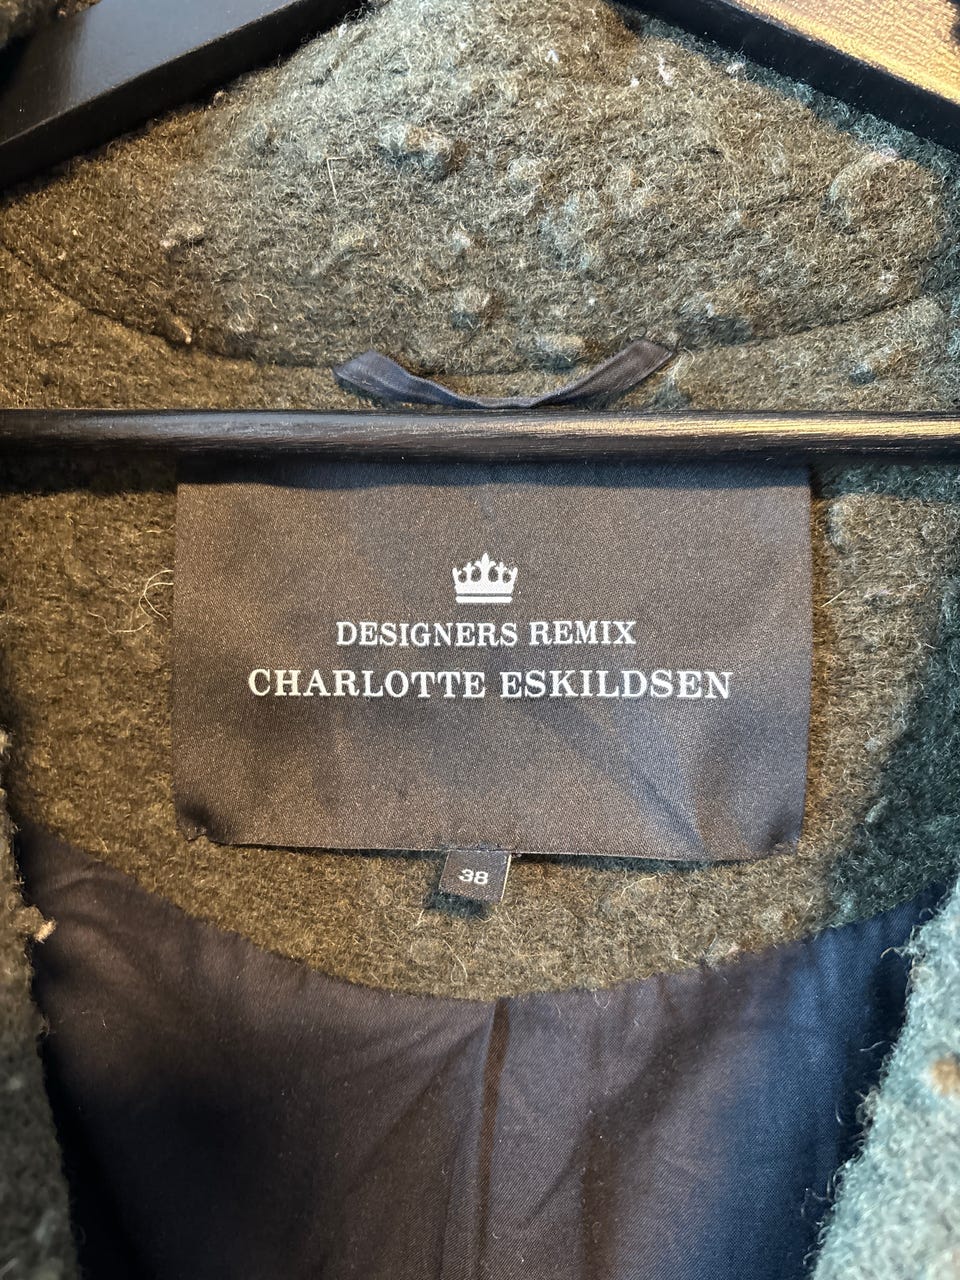 DESIGNERS REMIX
CHARLOTTE ESKILDSEN
38